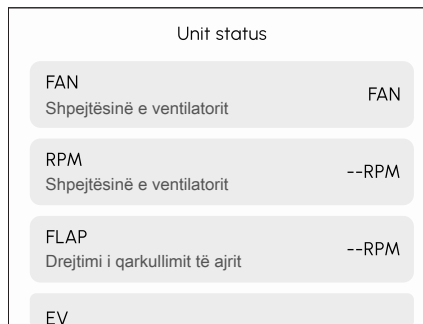 Unit status
FAN
Shpejtësinë e ventilatorit
FAN
RPM
Shpejtësinë e ventilatorit
--RPM
FLAP
Drejtimi i qarkullimit të ajrit
--RPM
EV